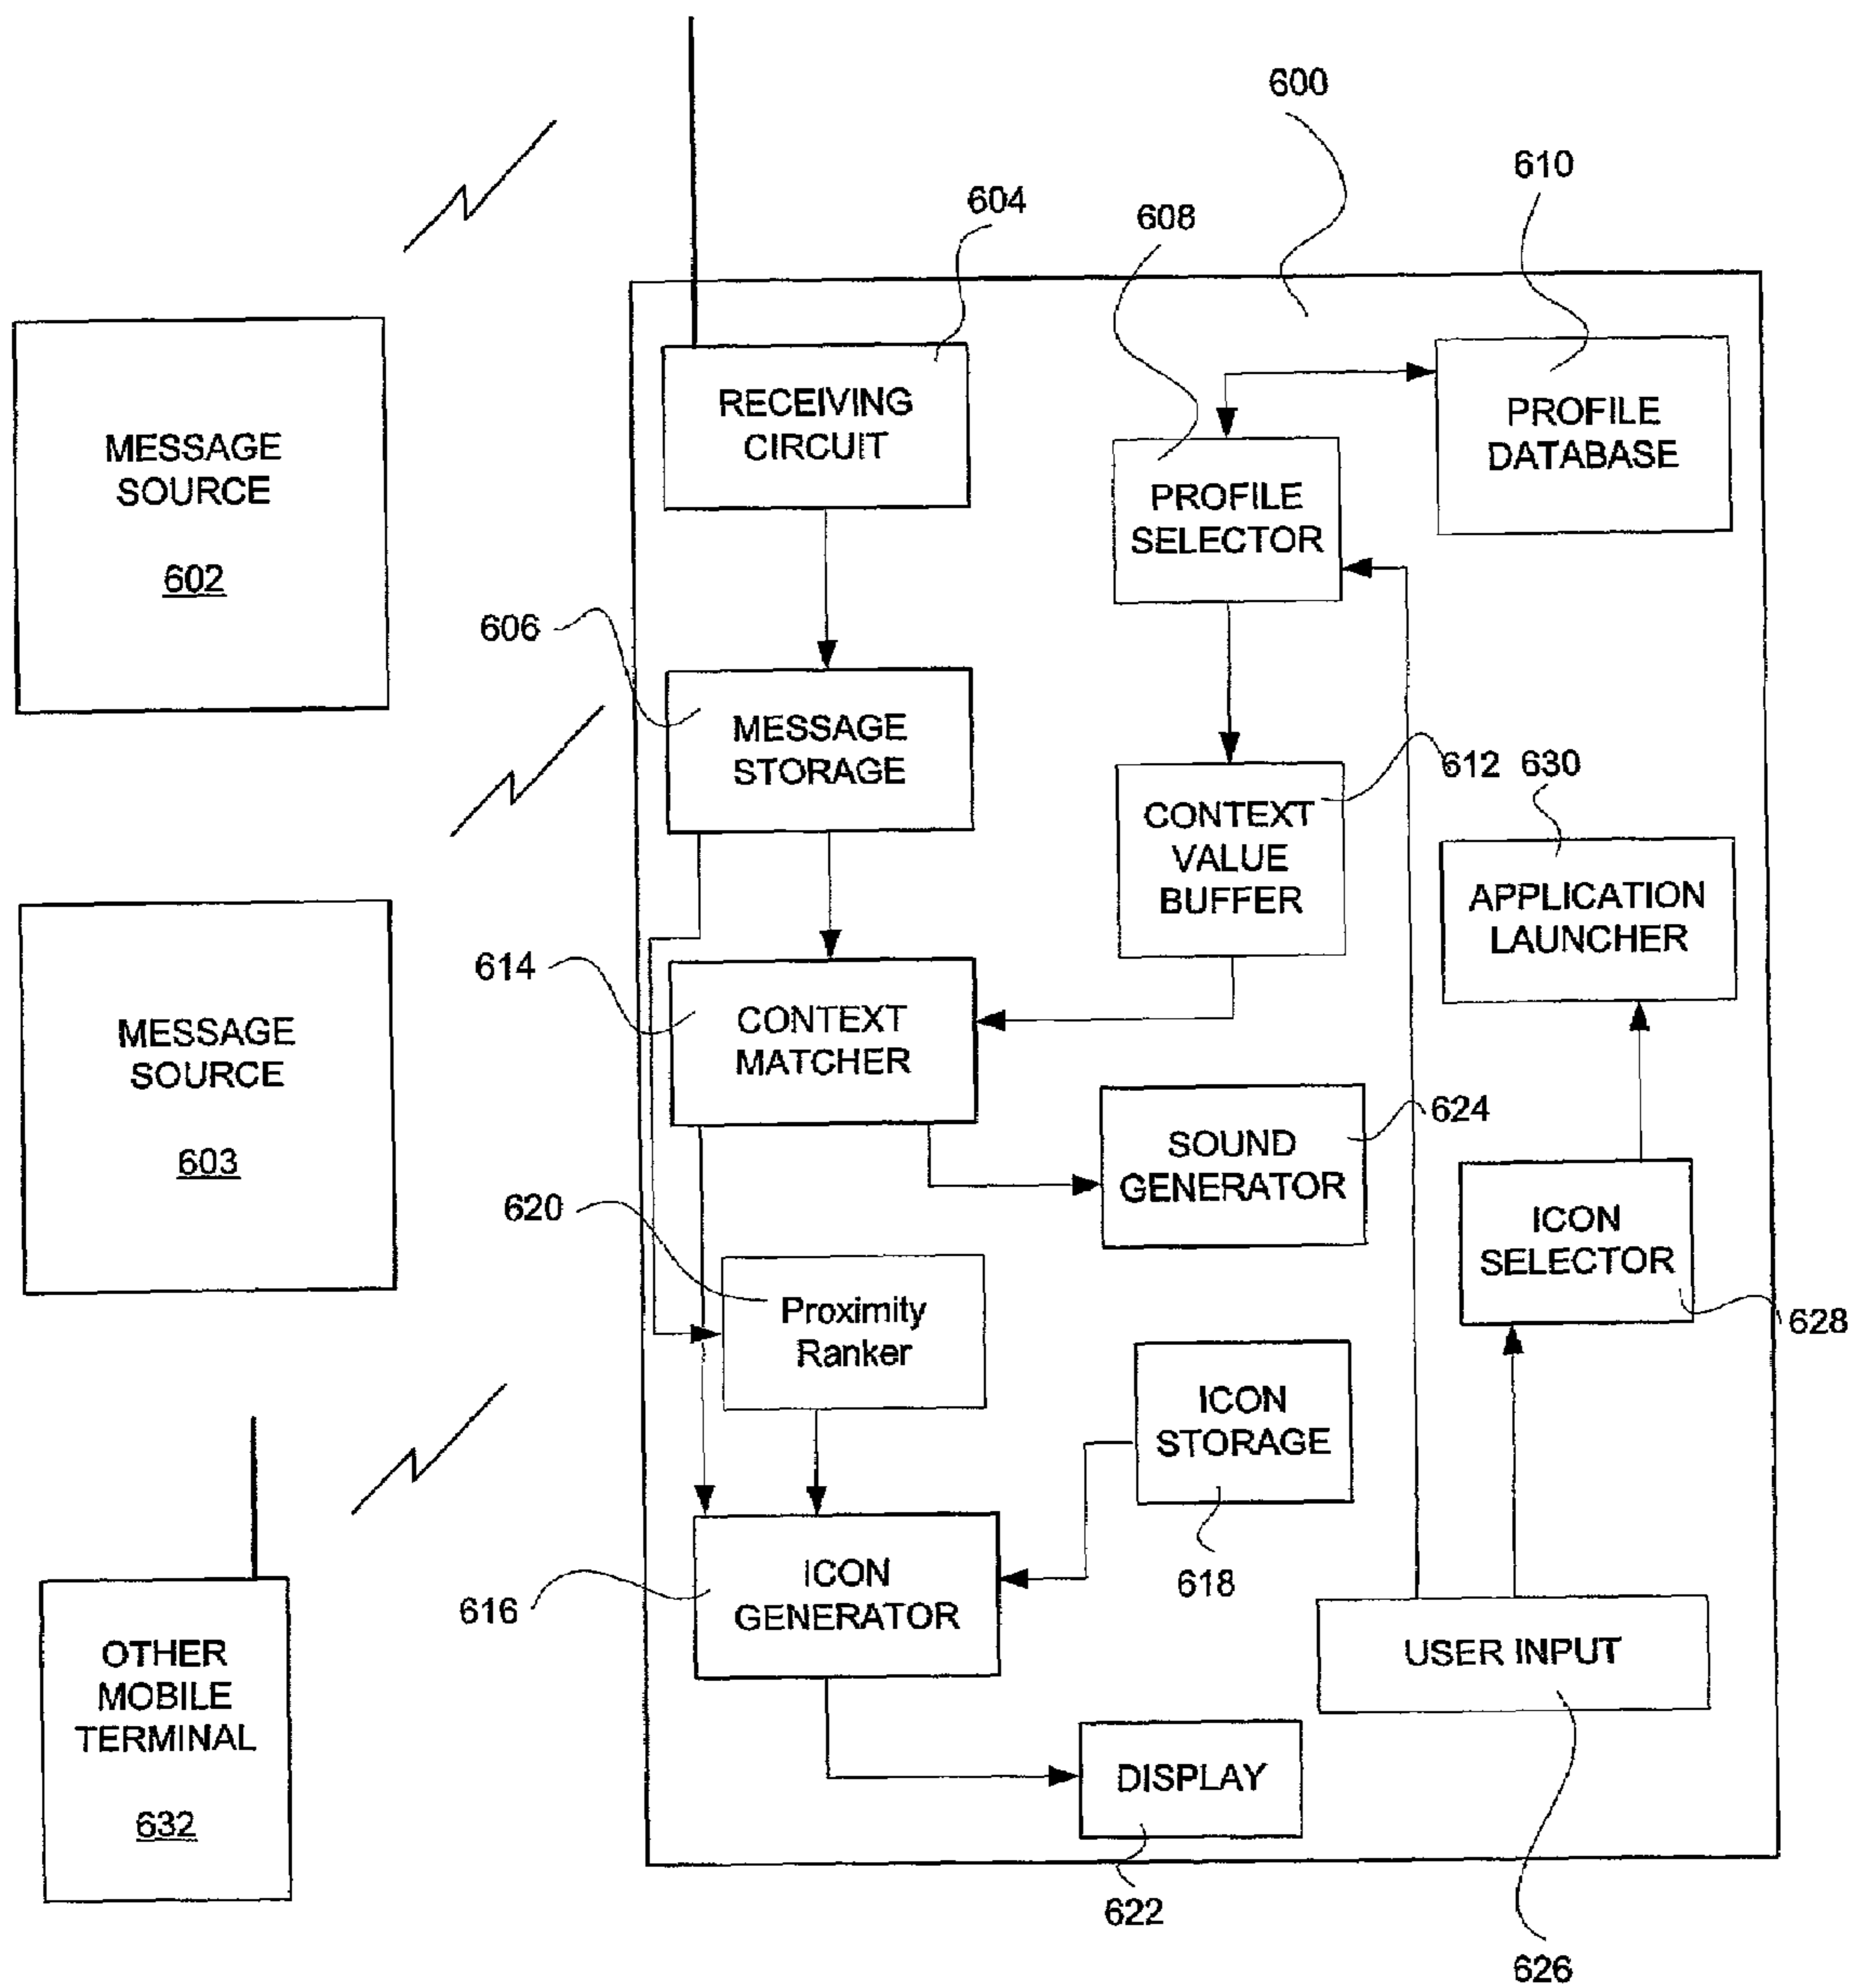 600
610
604
608
RECEIVING
CIRCUIT
PROFILE
DATABASE
MESSAGE
SOURCE
602
PROFILE
SELECTOR
606
MESSAGE
STORAGE
612
630
CONTEXT
VALUE
BUFFER
APPLICATION
LAUNCHER
614
CONTEXT
MATCHER
MESSAGE
SOURCE
603
624
SOUND
GENERATOR
620
ICON
SELECTOR
628
Proximity
Ranker
ICON
STORAGE
618
616
ICON
GENERATOR
USER INPUT
OTHER
MOBILE
TERMINAL
632
DISPLAY
622
626